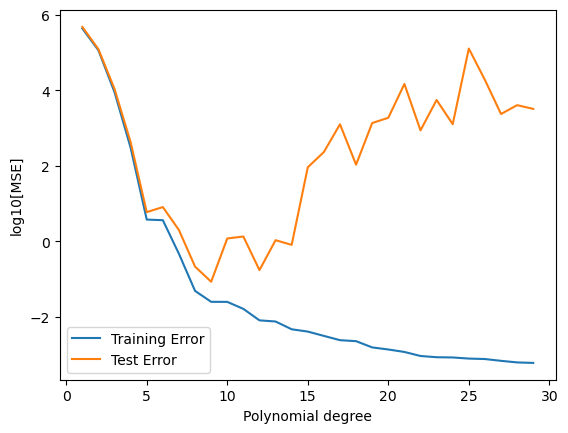 6
4
2
0
−2
log10[MSE]
Training Error
Test Error
0 5 10 15 20 25 30
Polynomial degree